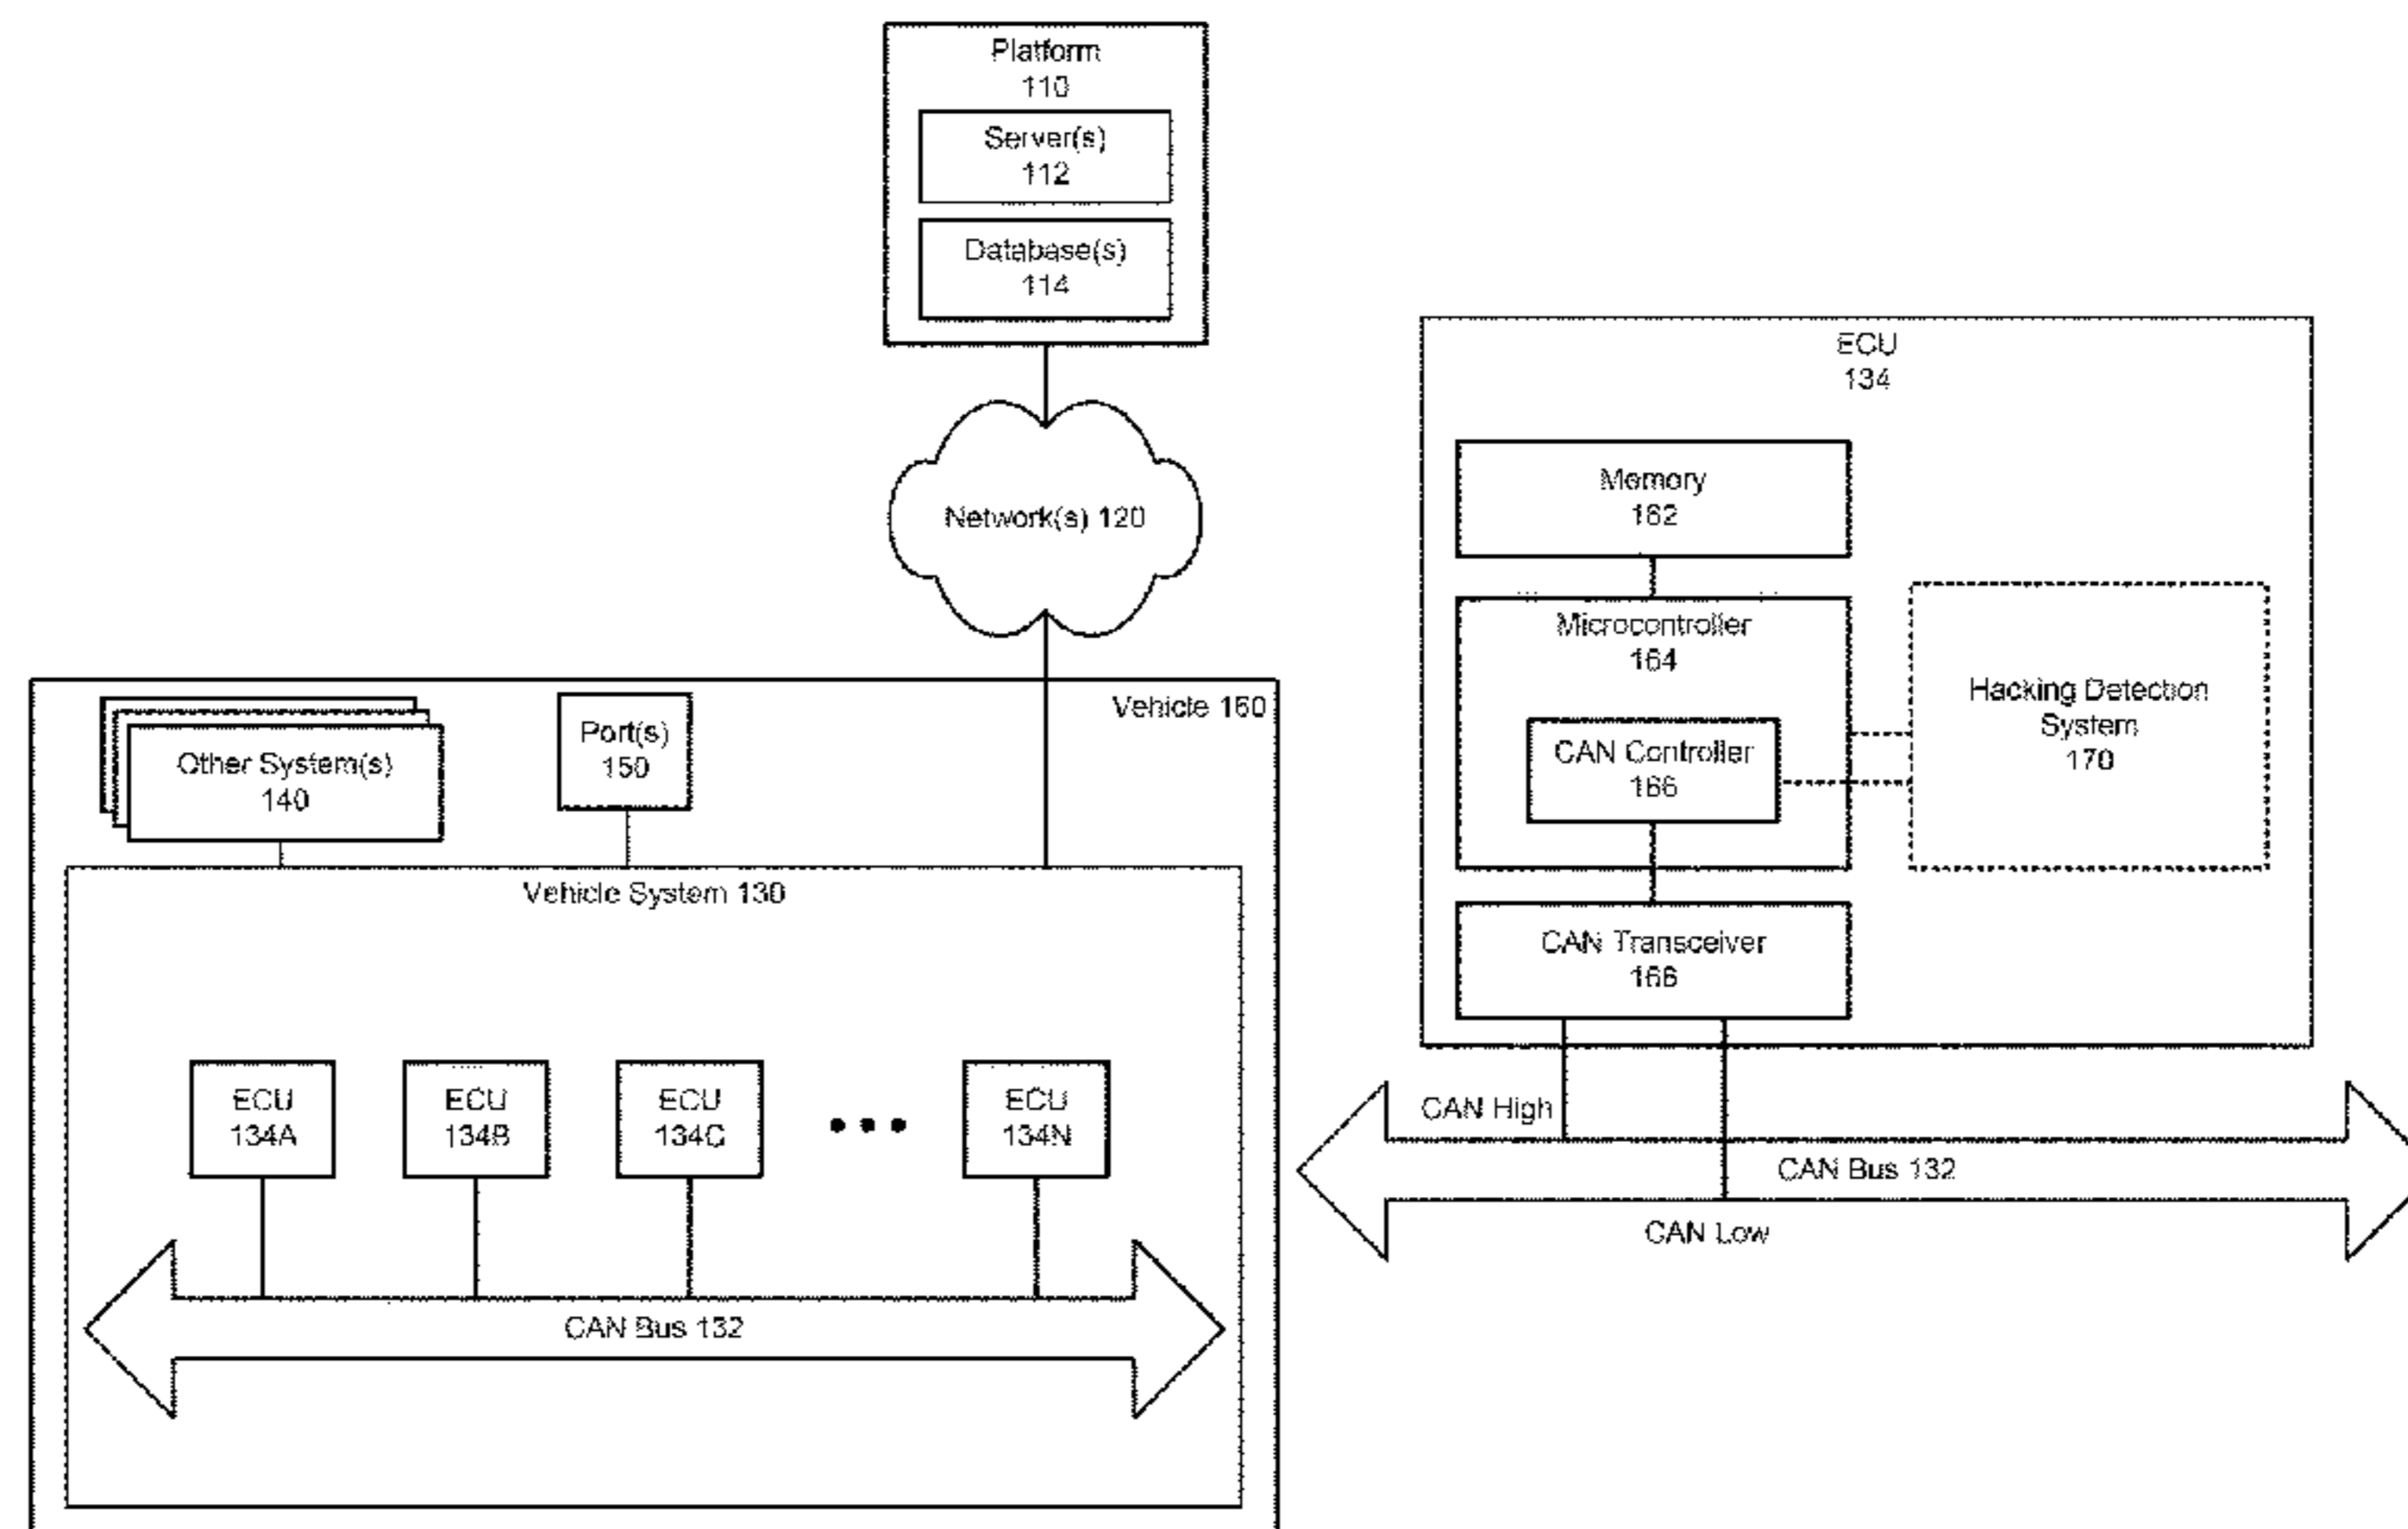 Platform
110
Server(s)
112
Database(s)
114
Network(s) 120
Vehicle 160
Other System(s)
140
Port(s)
150
Vehicle System 130
ECU
134A
ECU
134B
ECU
134C
ECU
134N
CAN Bus 132
ECU
134
Memory
162
Microcontroller
164
CAN Controller
166
Hacking Detection
System
170
CAN Transceiver
168
CAN High
CAN Bus 132
CAN Low